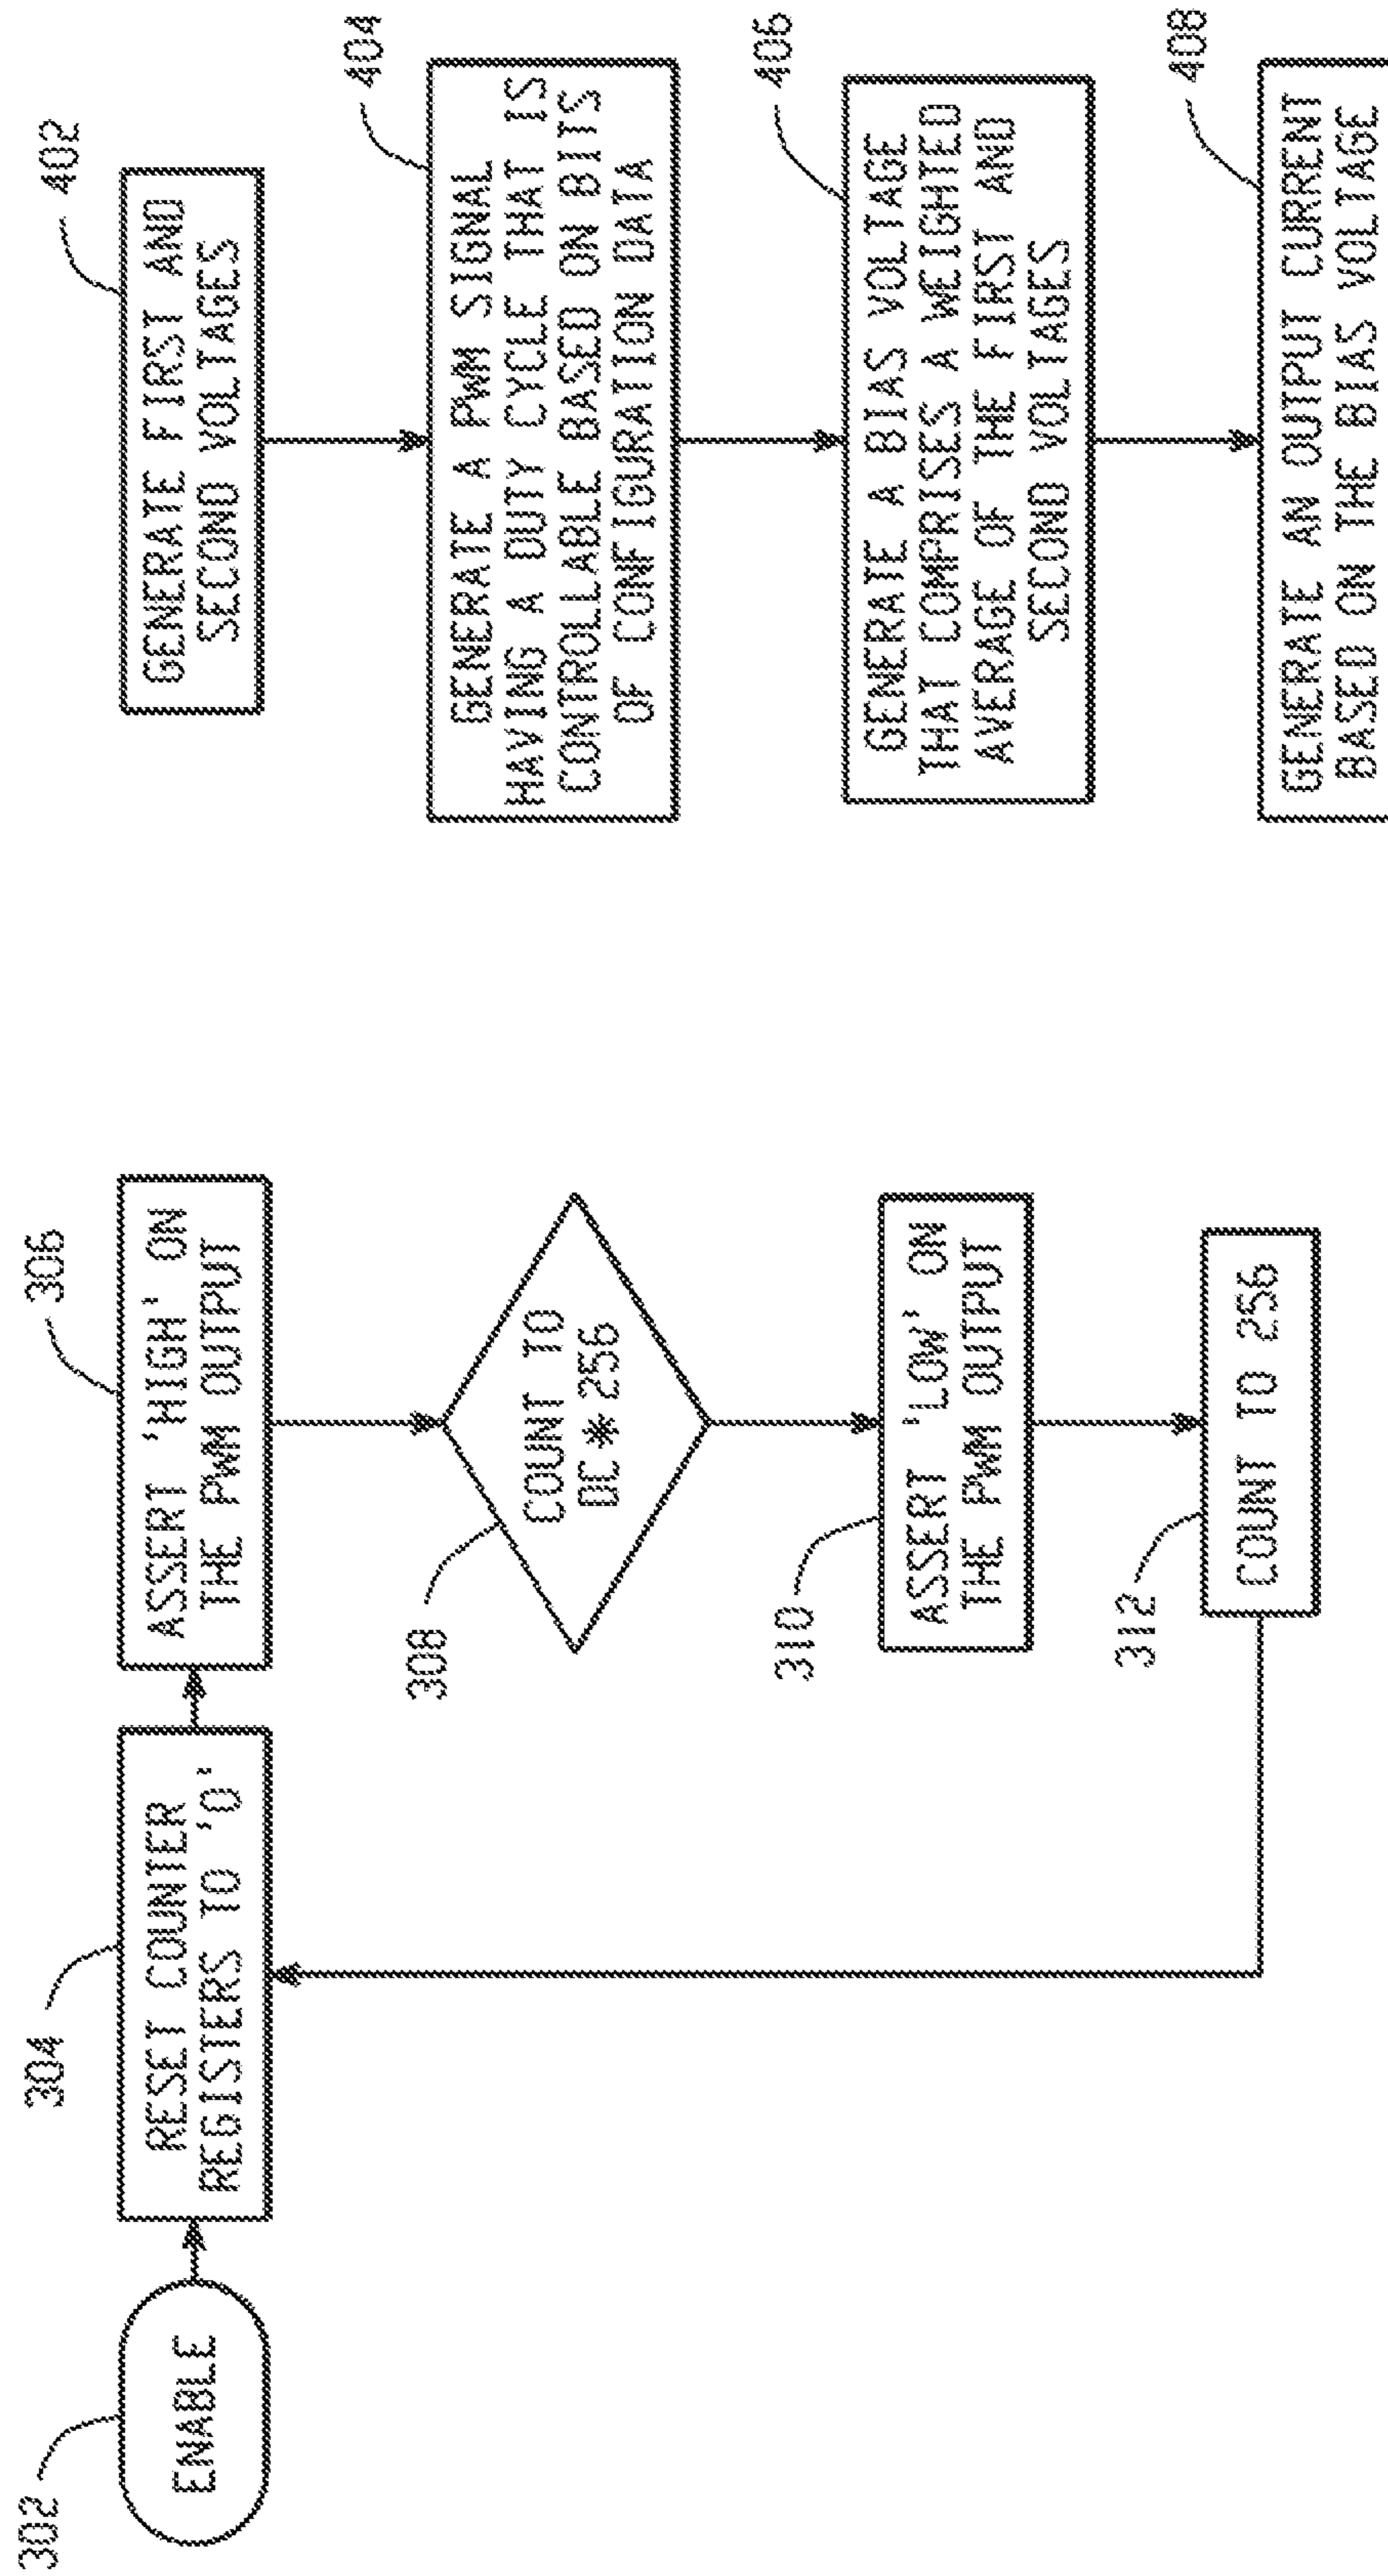 302
ENABLE
304
RESET COUNTER
REGISTERS TO '0'
306
ASSERT 'HIGH' ON
THE PWM OUTPUT
308
COUNT TO
DC * 256
310
ASSERT 'LOW' ON
THE PWM OUTPUT
312
COUNT TO 256
402
GENERATE FIRST AND
SECOND VOLTAGES
404
GENERATE A PWM SIGNAL
HAVING A DUTY CYCLE THAT IS
CONTROLLABLE BASED ON BITS
OF CONFIGURATION DATA
406
GENERATE A BIAS VOLTAGE
THAT COMPRISES A WEIGHTED
AVERAGE OF THE FIRST AND
SECOND VOLTAGES
408
GENERATE AN OUTPUT CURRENT
BASED ON THE BIAS VOLTAGE